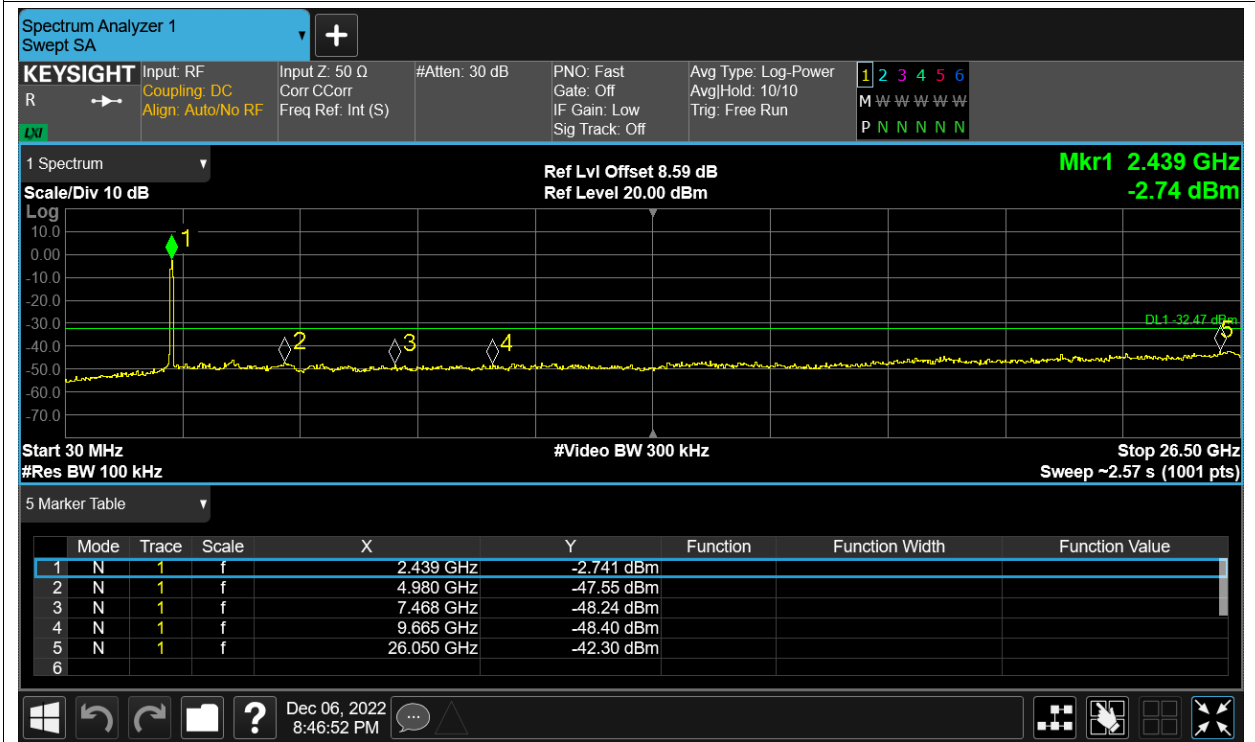 Spectrum Analyzer 1
Swept SA
+
KEYSIGHT
R
LXI
Input: RF
Coupling: DC
Align: Auto/No RF
Input Z: 50 Ω
Corr CCorr
Freq Ref: Int (S)
#Atten: 30 dB
PNO: Fast
Gate: Off
IF Gain: Low
Sig Track: Off
Avg Type: Log-Power
Avg|Hold: 10/10
Trig: Free Run
1 2 3 4 5 6
M W W W W W
P N N N N N
1 Spectrum
Scale/Div 10 dB
Ref Lvl Offset 8.59 dB
Ref Level 20.00 dBm
Mkr1 2.439 GHz
-2.74 dBm
Log
10.0
0.00
-10.0
-20.0
-30.0
-40.0
-50.0
-60.0
-70.0
1
2
3
4
5
DL1 -32.47 dBm
Start 30 MHz
#Res BW 100 kHz
#Video BW 300 kHz
Stop 26.50 GHz
Sweep ~2.57 s (1001 pts)
5 Marker Table
Mode Trace Scale X Y Function Function Width Function Value
1 N 1 f 2.439 GHz -2.741 dBm
2 N 1 f 4.980 GHz -47.55 dBm
3 N 1 f 7.468 GHz -48.24 dBm
4 N 1 f 9.665 GHz -48.40 dBm
5 N 1 f 26.050 GHz -42.30 dBm
6
?
Dec 06, 2022
8:46:52 PM